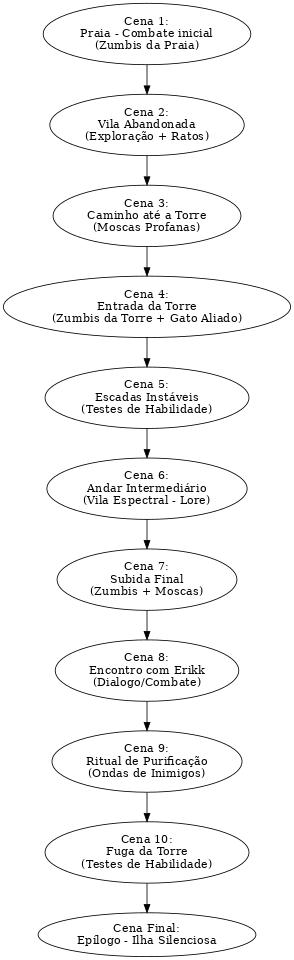 Cena 1:
Praia - Combate inicial
(Zumbis da Praia)
Cena 2:
Vila Abandonada
(Exploração + Ratos)
Cena 3:
Caminho até a Torre
(Moscas Profanas)
Cena 4:
Entrada da Torre
(Zumbis da Torre + Gato Aliado)
Cena 5:
Escadas Instáveis
(Testes de Habilidade)
Cena 6:
Andar Intermediário
(Vila Espectral - Lore)
Cena 7:
Subida Final
(Zumbis + Moscas)
Cena 8:
Encontro com Erikk
(Dialogo/Combate)
Cena 9:
Ritual de Purificação
(Ondas de Inimigos)
Cena 10:
Fuga da Torre
(Testes de Habilidade)
Cena Final:
Epílogo - Ilha Silenciosa